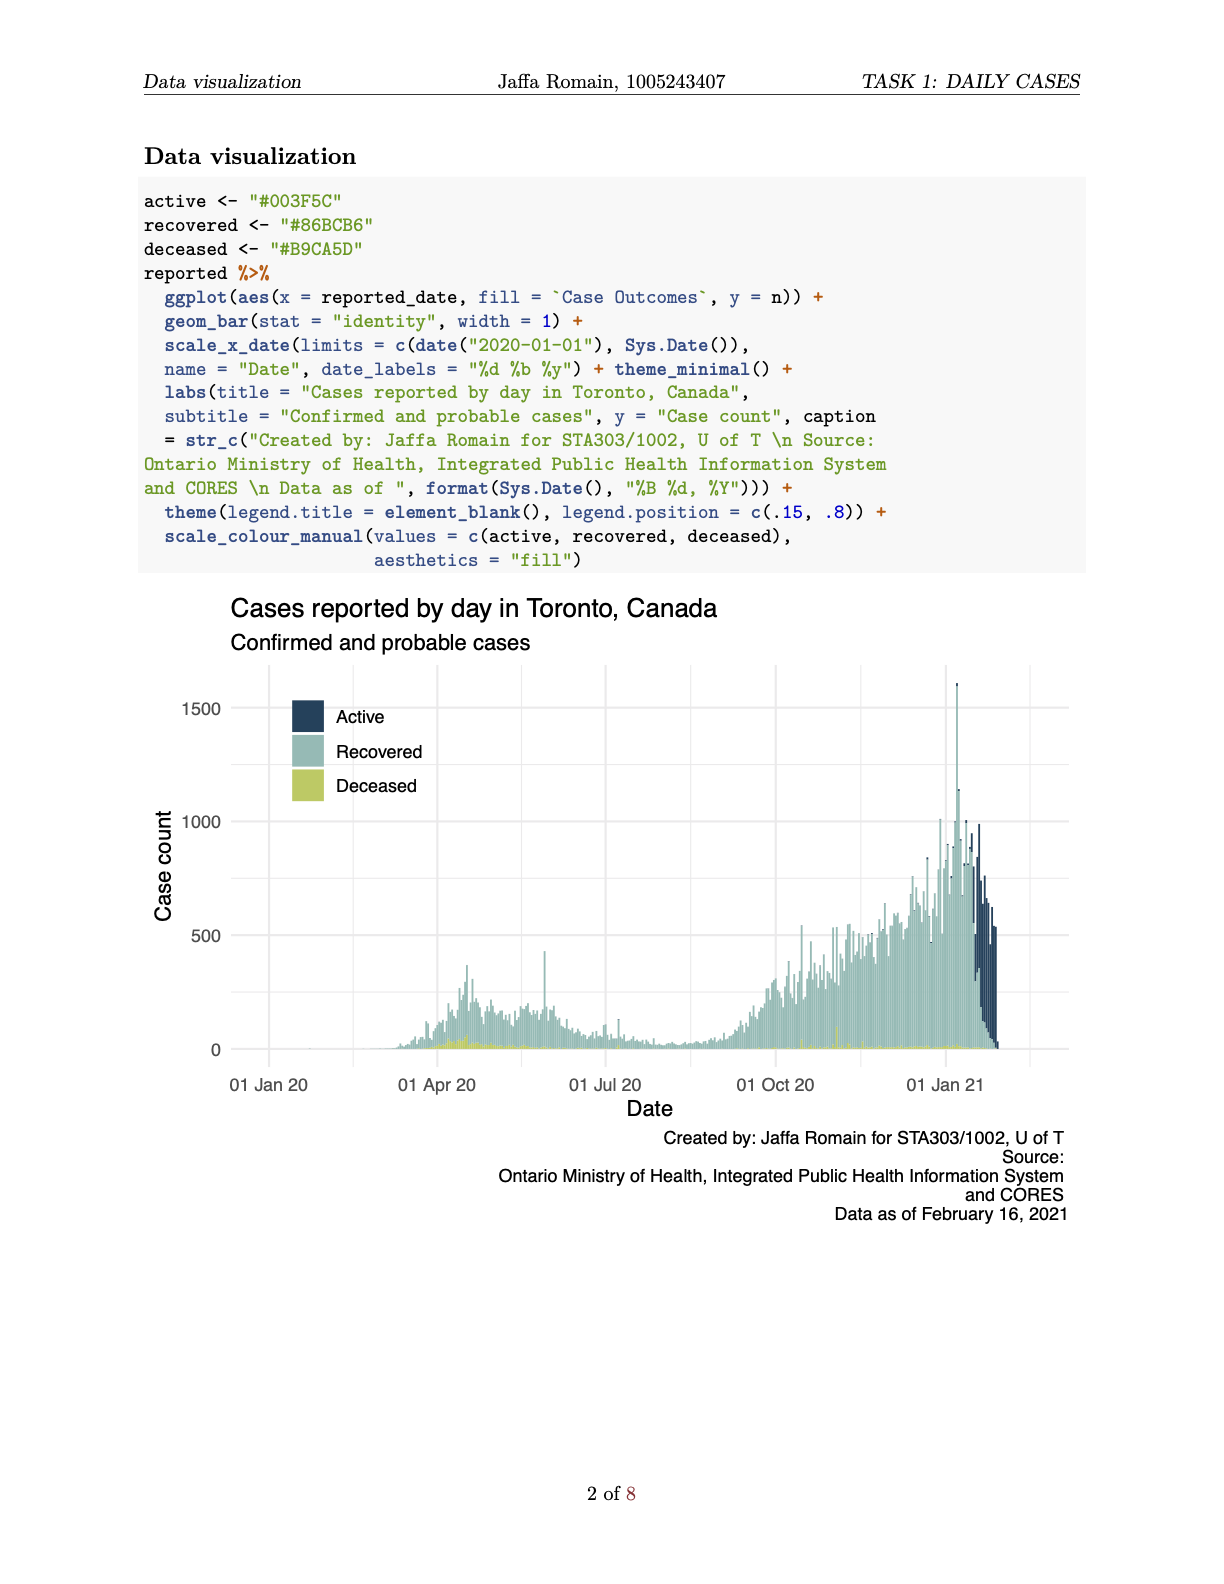 Data visualization Jaffa Romain, 1005243407 TASK 1: DAILY CASES
Data visualization
active <- "#003F5C"
recovered <- "#86BCB6"
deceased <- "#B9CA5D"
reported %>%
  ggplot(aes(x = reported_date, fill = `Case Outcomes`, y = n)) +
  geom_bar(stat = "identity", width = 1) +
  scale_x_date(limits = c(date("2020-01-01"), Sys.Date()),
  name = "Date", date_labels = "%d %b %y") + theme_minimal() +
  labs(title = "Cases reported by day in Toronto, Canada",
  subtitle = "Confirmed and probable cases", y = "Case count", caption
  = str_c("Created by: Jaffa Romain for STA303/1002, U of T \n Source:
Ontario Ministry of Health, Integrated Public Health Information System
and CORES \n Data as of ", format(Sys.Date(), "%B %d, %Y"))) +
  theme(legend.title = element_blank(), legend.position = c(.15, .8)) +
  scale_colour_manual(values = c(active, recovered, deceased),
                      aesthetics = "fill")
Cases reported by day in Toronto, Canada
Confirmed and probable cases
1500
1000
500
0
Case count
Active
Recovered
Deceased
01 Jan 20 01 Apr 20 01 Jul 20 01 Oct 20 01 Jan 21
Date
Created by: Jaffa Romain for STA303/1002, U of T
Source:
Ontario Ministry of Health, Integrated Public Health Information System
and CORES
Data as of February 16, 2021
2 of 8